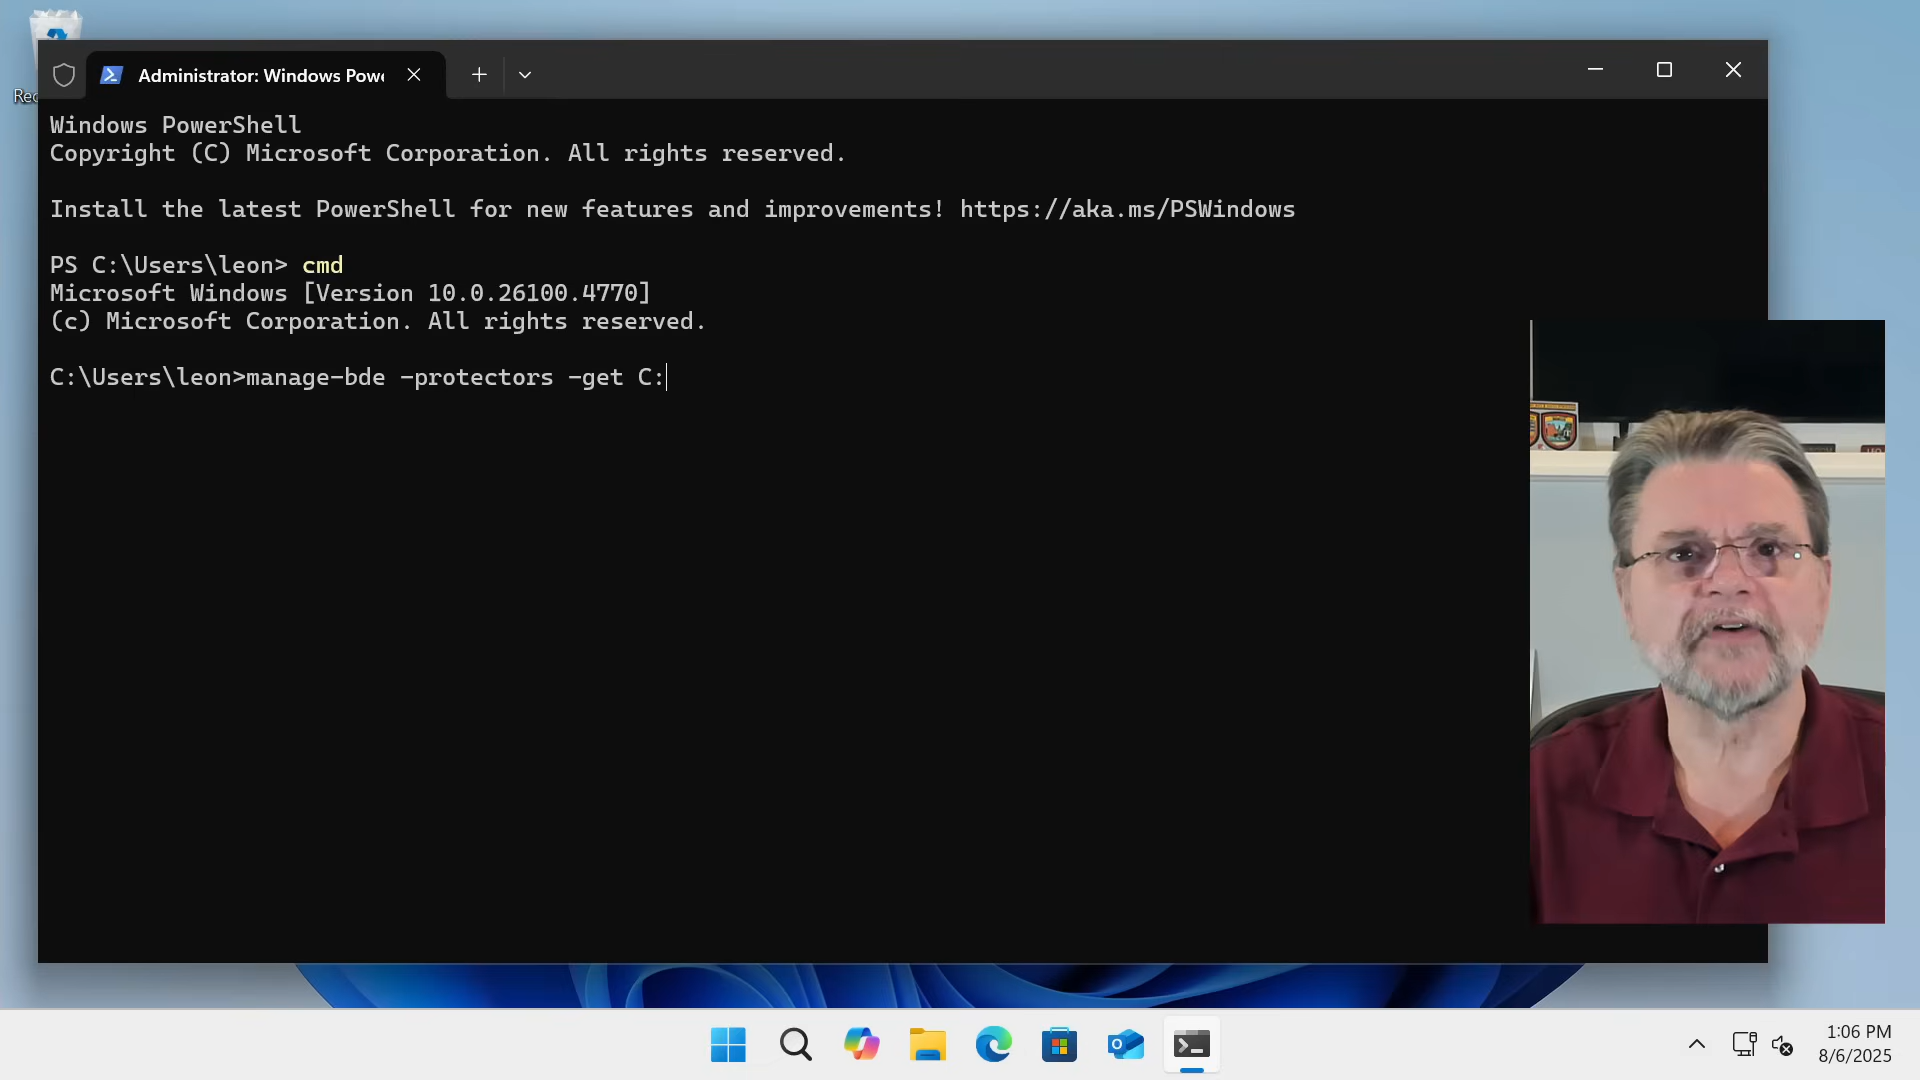 Rec
Administrator: Windows Powe
Windows PowerShell
Copyright (C) Microsoft Corporation. All rights reserved.
Install the latest PowerShell for new features and improvements! https://aka.ms/PSWindows
PS C:\Users\leon> cmd
Microsoft Windows [Version 10.0.26100.4770]
(c) Microsoft Corporation. All rights reserved.
C:\Users\leon>manage-bde -protectors -get C:
1:06 PM
8/6/2025